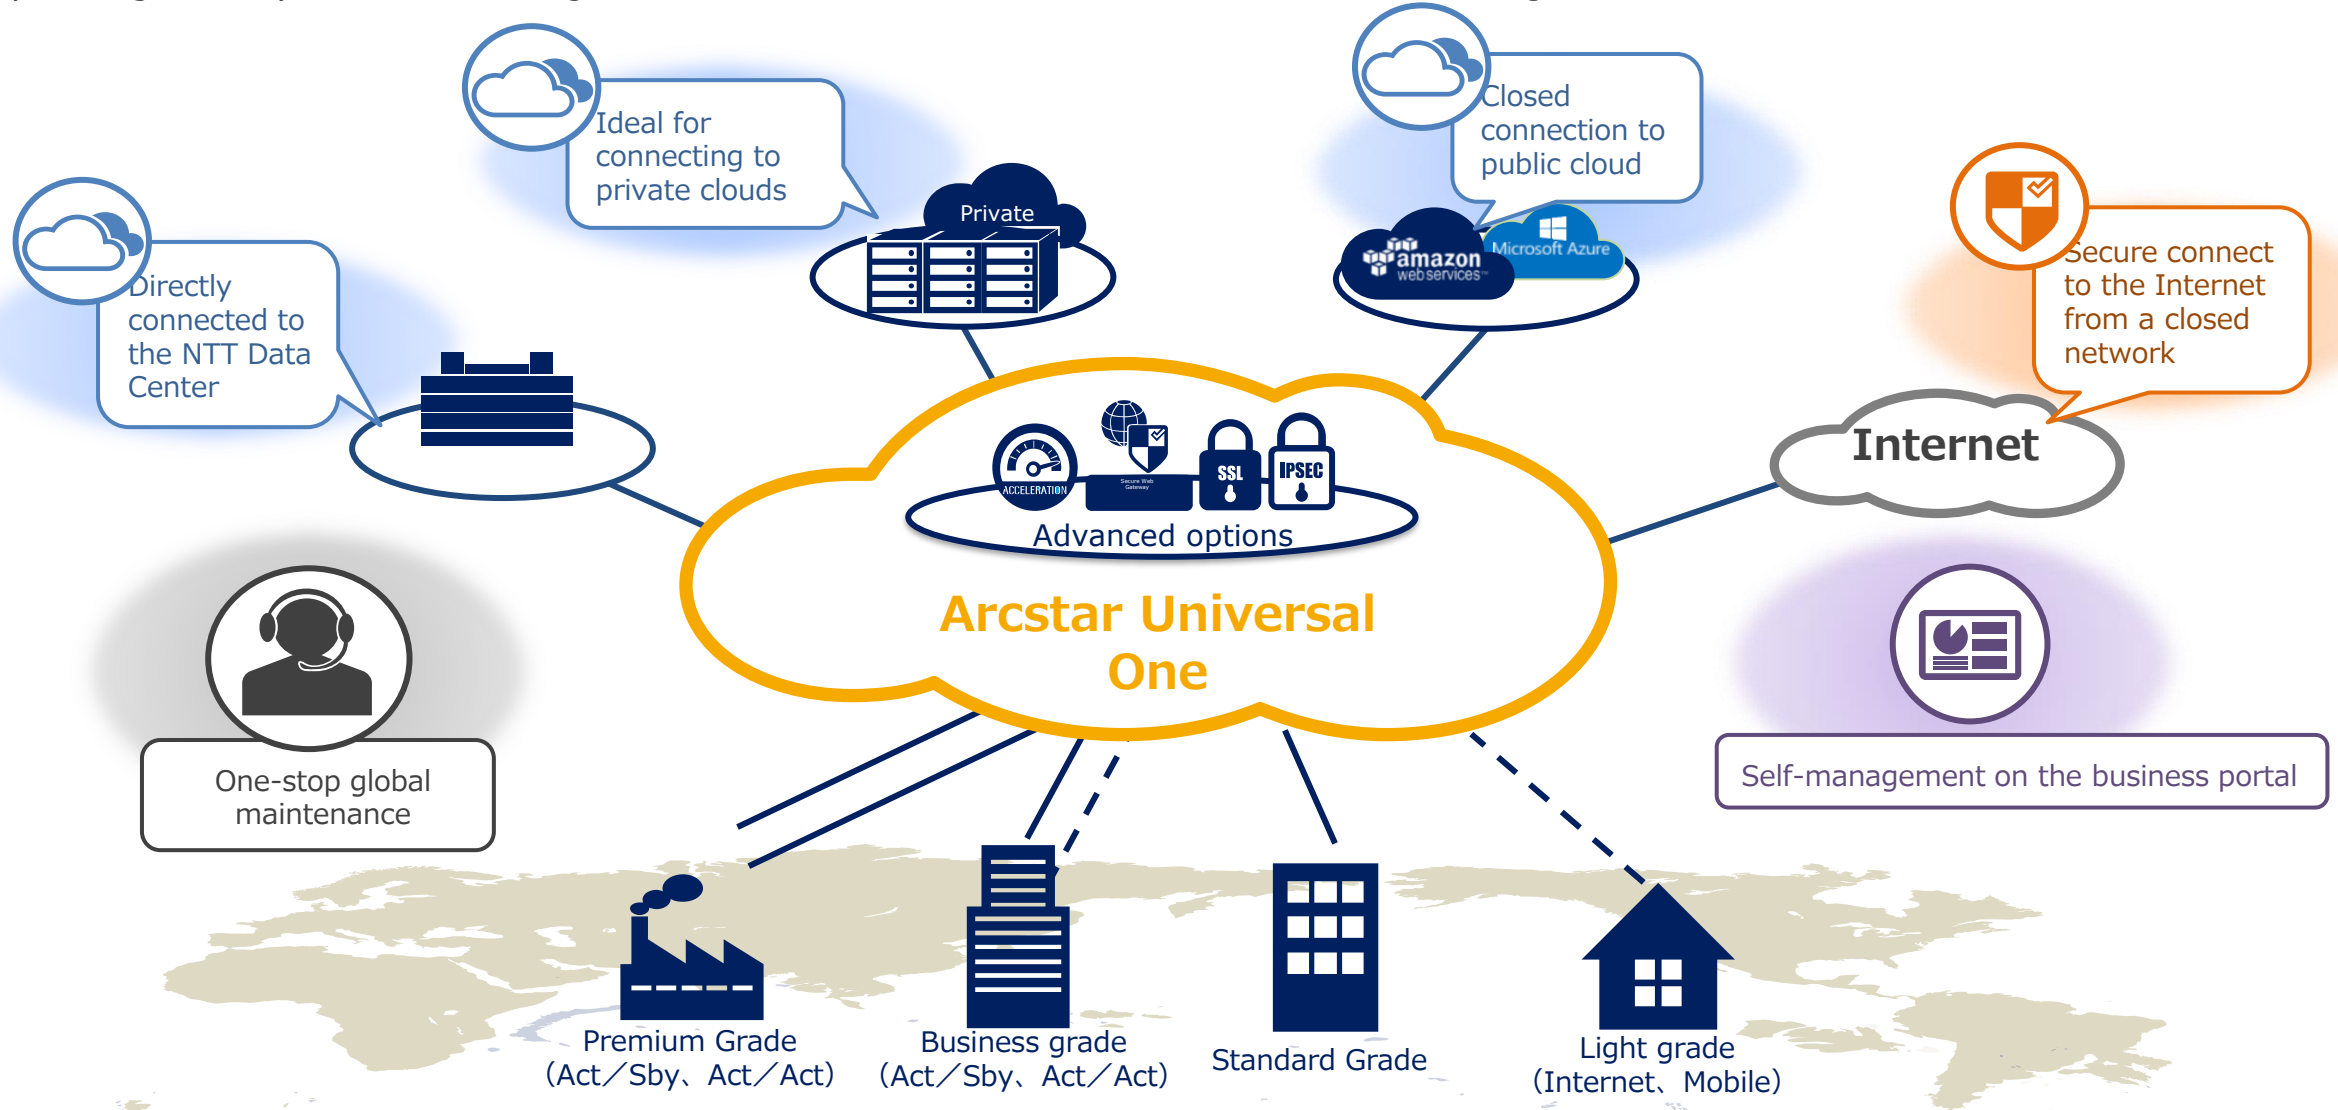 Ideal for
connecting to
private clouds
Closed
connection to
public cloud
Private
amazon
webservices™
Microsoft Azure
Directly
connected to
the NTT Data
Center
Secure connect
to the Internet
from a closed
network
Internet
ACCELERATION
Secure Web
Gateway
SSL
IPSEC
Advanced options
Arcstar Universal
One
One-stop global
maintenance
Self-management on the business portal
Premium Grade
（Act／Sby、Act／Act）
Business grade
（Act／Sby、Act／Act）
Standard Grade
Light grade
（Internet、Mobile）